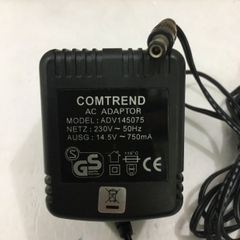 COMTREND
AC ADAPTOR
MODEL: ADV145075
NETZ: 230V ~ 50Hz
AUSG: 14.5V ~ 750mA
GS
CE